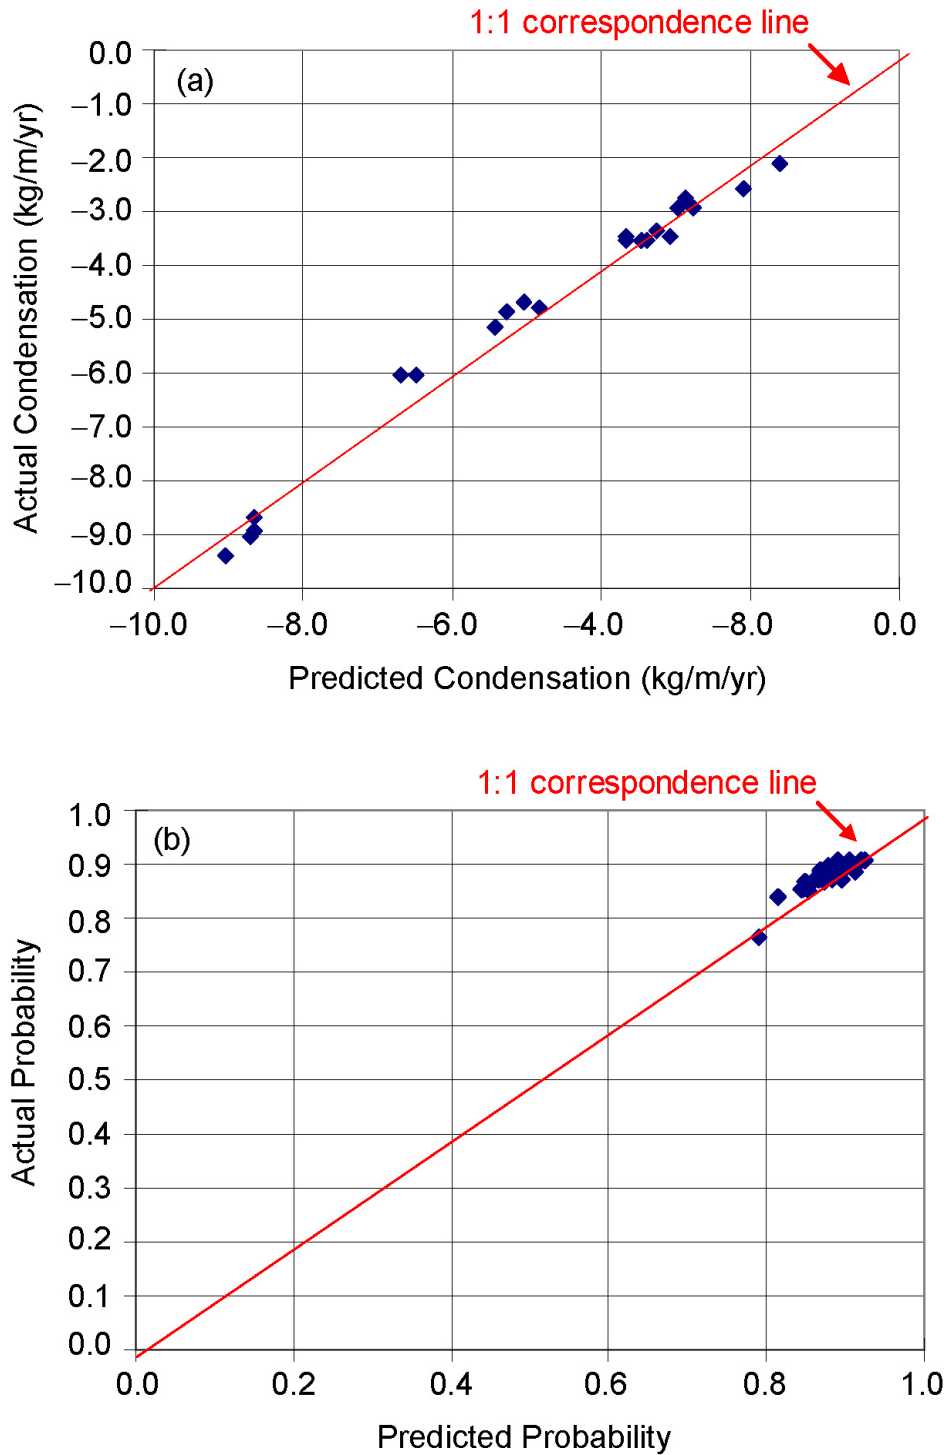 1:1 correspondence line
(a)
0.0
−1.0
−2.0
−3.0
−4.0
−5.0
−6.0
−7.0
−8.0
−9.0
−10.0
Actual Condensation (kg/m/yr)
−10.0 −8.0 −6.0 −4.0 −8.0 0.0
Predicted Condensation (kg/m/yr)
1:1 correspondence line
(b)
1.0
0.9
0.8
0.7
0.6
0.5
0.4
0.3
0.2
0.1
0.0
Actual Probability
0.0 0.2 0.4 0.6 0.8 1.0
Predicted Probability